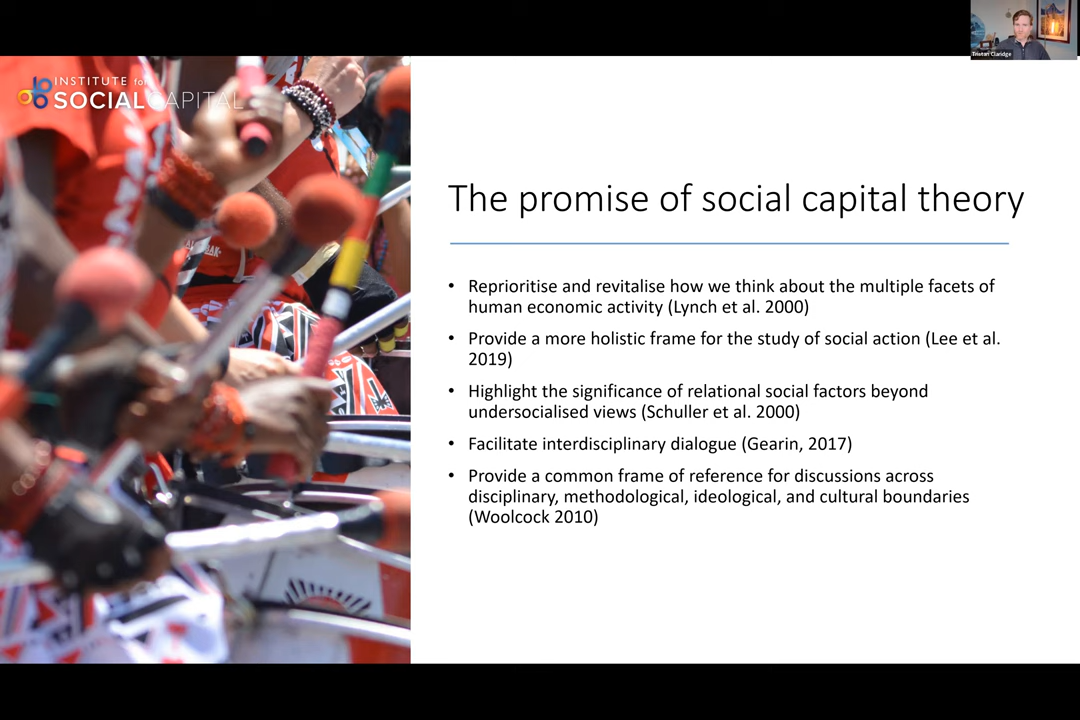 Tristan Claridge
INSTITUTE for
SOCIALCAPITAL
The promise of social capital theory
• Reprioritise and revitalise how we think about the multiple facets of
human economic activity (Lynch et al. 2000)
• Provide a more holistic frame for the study of social action (Lee et al.
2019)
• Highlight the significance of relational social factors beyond
undersocialised views (Schuller et al. 2000)
• Facilitate interdisciplinary dialogue (Gearin, 2017)
• Provide a common frame of reference for discussions across
disciplinary, methodological, ideological, and cultural boundaries
(Woolcock 2010)